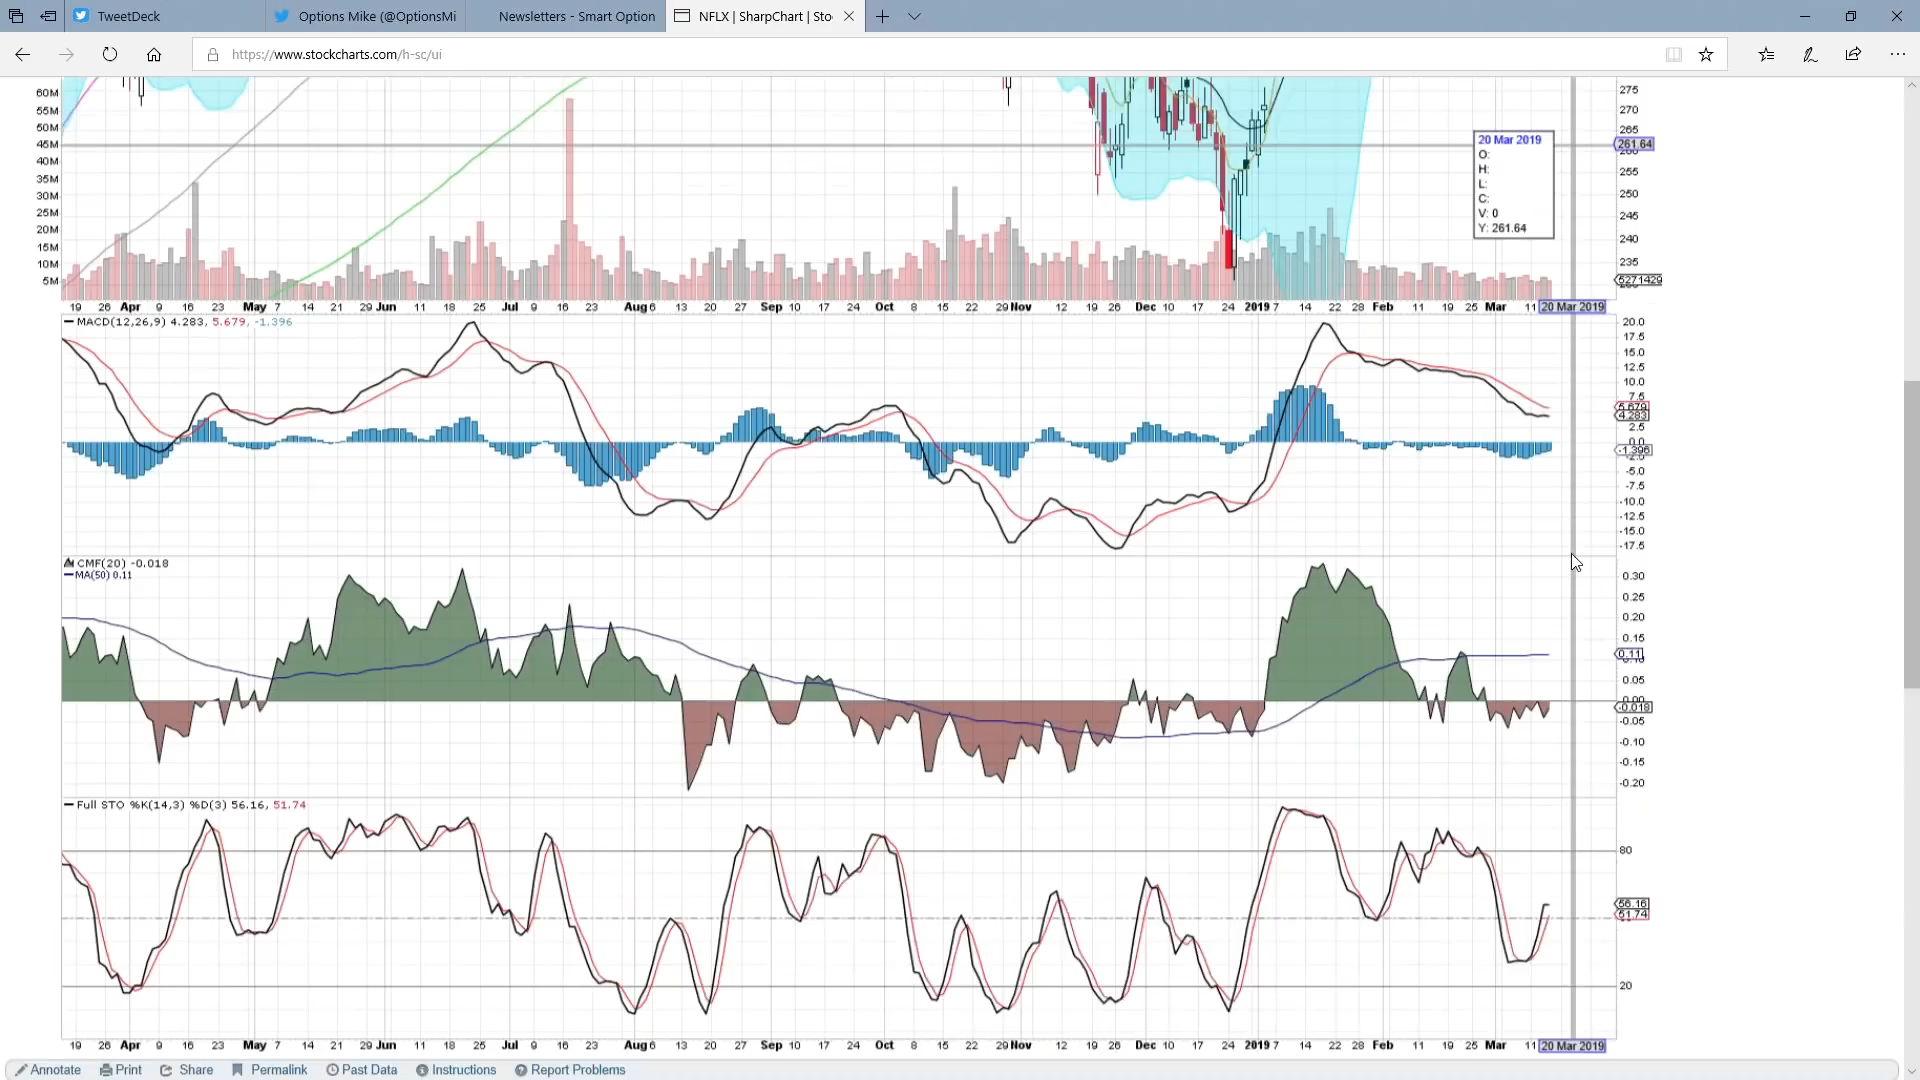 TweetDeck
Options Mike (@OptionsMi
Newsletters - Smart Option
NFLX | SharpChart | Sto
https://www.stockcharts.com/h-sc/ui
60M
55M
50M
45M
40M
35M
30M
25M
20M
15M
10M
5M
275
270
265
261.64
255
250
245
240
235
5271429
20 Mar 2019
O:
H:
L:
C:
V: 0
Y: 261.64
19 26 Apr 9 16 23 May 7 14 21 29 Jun 11 18 25 Jul 9 16 23 Aug 6 13 20 27 Sep 10 17 24 Oct 8 15 22 29 Nov 12 19 26 Dec 10 17 24 2019 7 14 22 28 Feb 11 19 25 Mar 11 20 Mar 2019
MACD(12,26,9) 4.283, 5.679, -1.396
20.0
17.5
15.0
12.5
10.0
7.5
5.679
4.283
2.5
0.0
-1.396
-5.0
-7.5
-10.0
-12.5
-15.0
-17.5
CMF(20) -0.018
MA(50) 0.11
0.30
0.25
0.20
0.15
0.11
0.05
0.00
-0.018
-0.05
-0.10
-0.15
-0.20
Full STO %K(14,3) %D(3) 56.16, 51.74
80
56.16
51.74
20
19 26 Apr 9 16 23 May 7 14 21 29 Jun 11 18 25 Jul 9 16 23 Aug 6 13 20 27 Sep 10 17 24 Oct 8 15 22 29 Nov 12 19 26 Dec 10 17 24 2019 7 14 22 28 Feb 11 19 25 Mar 11 20 Mar 2019
Annotate Print Share Permalink Past Data Instructions Report Problems